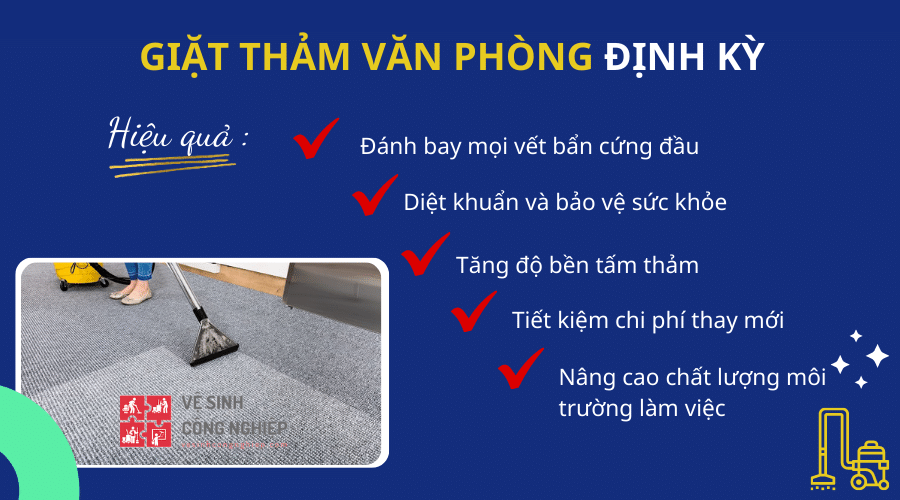 GIẶT THẢM VĂN PHÒNG ĐỊNH KỲ
Hiệu quả :
Đánh bay mọi vết bẩn cứng đầu
Diệt khuẩn và bảo vệ sức khỏe
Tăng độ bền tấm thảm
Tiết kiệm chi phí thay mới
Nâng cao chất lượng môi
trường làm việc
VỆ SINH
CÔNG NGHIỆP